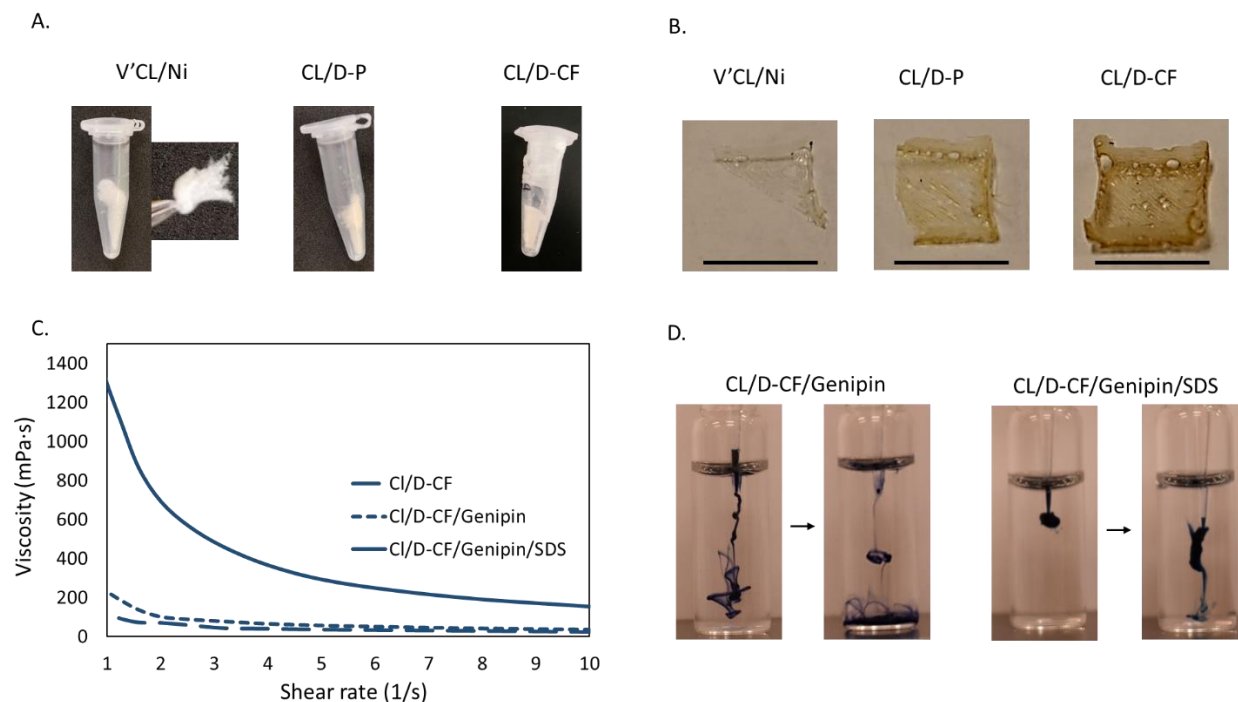 A.
V'CL/Ni CL/D-P CL/D-CF
B.
V'CL/Ni CL/D-P CL/D-CF
C.
1400
1200
1000
800
600
400
200
0
Viscosity (mPa·s)
Cl/D-CF
Cl/D-CF/Genipin
Cl/D-CF/Genipin/SDS
1 2 3 4 5 6 7 8 9 10
Shear rate (1/s)
D.
CL/D-CF/Genipin CL/D-CF/Genipin/SDS